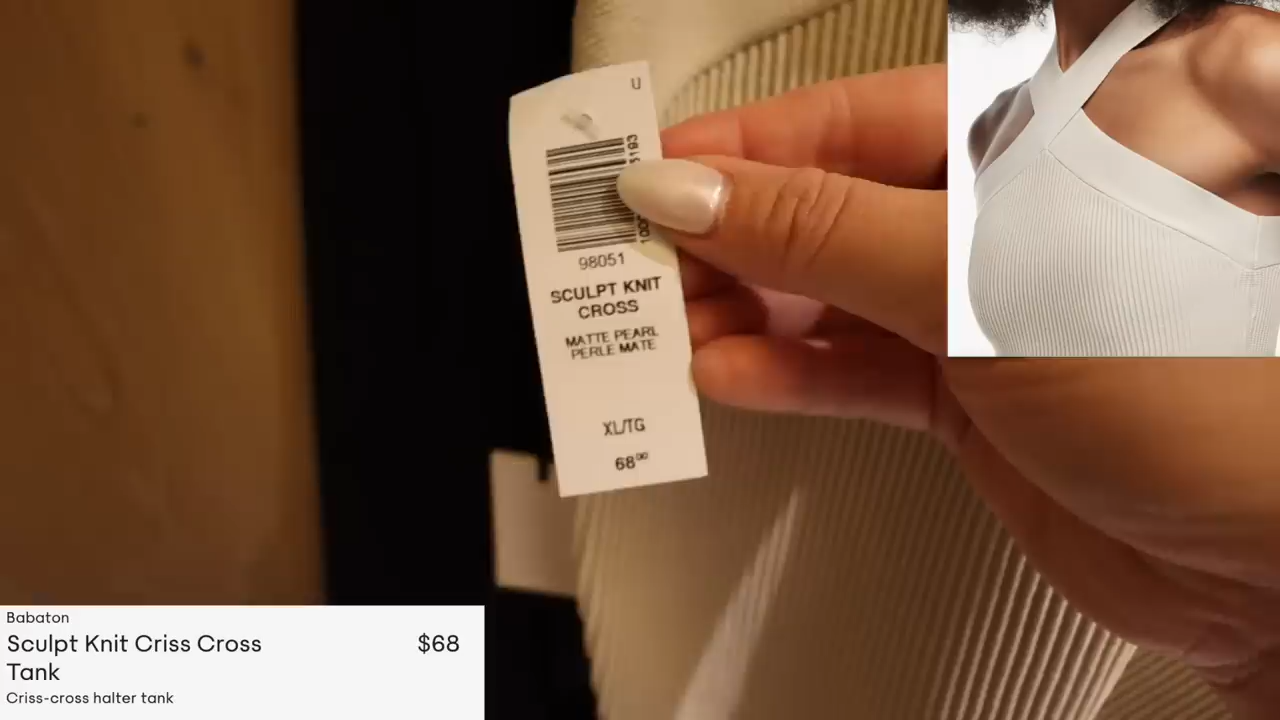 U
98051
SCULPT KNIT
CROSS
MATTE PEARL
PERLE MATE
XL/TG
68⁰⁰
Babaton
Sculpt Knit Criss Cross
Tank
$68
Criss-cross halter tank